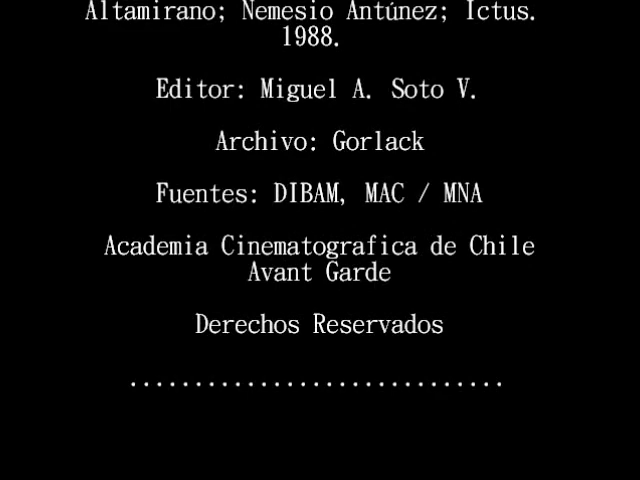 Altamirano; Nemesio Antúnez; Ictus.
1988.
Editor: Miguel A. Soto V.
Archivo: Gorlack
Fuentes: DIBAM, MAC / MNA
Academia Cinematografica de Chile
Avant Garde
Derechos Reservados
.............................